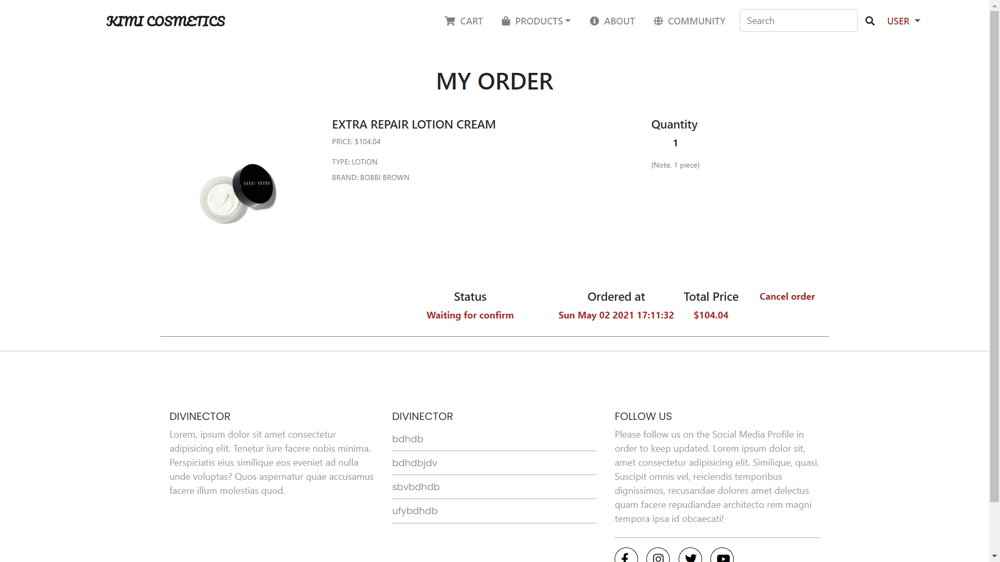 KIMI COSMETICS
CART
PRODUCTS
ABOUT
COMMUNITY
Search
USER
MY ORDER
EXTRA REPAIR LOTION CREAM
PRICE: $104.04
TYPE: LOTION
BRAND: BOBBI BROWN
Quantity
1
(Note, 1 piece)
BOBBI BROWN
Status
Waiting for confirm
Ordered at
Sun May 02 2021 17:11:32
Total Price
$104.04
Cancel order
DIVINECTOR
Lorem, ipsum dolor sit amet consectetur
adipisicing elit. Tenetur iure facere nobis minima.
Perspiciatis eius similique eos eveniet ad nulla
unde voluptas? Quos aspernatur quae accusamus
facere illum molestias quod.
DIVINECTOR
bdhdb
bdhdbjdv
sbvbdhdb
ufybdhdb
FOLLOW US
Please follow us on the Social Media Profile in
order to keep updated. Lorem ipsum dolor sit,
amet consectetur adipisicing elit. Similique, quasi.
Suscipit omnis vel, reiciendis temporibus
dignissimos, recusandae dolores amet delectus
quam facere repudiandae architecto rem magni
tempora ipsa id obcaecati!